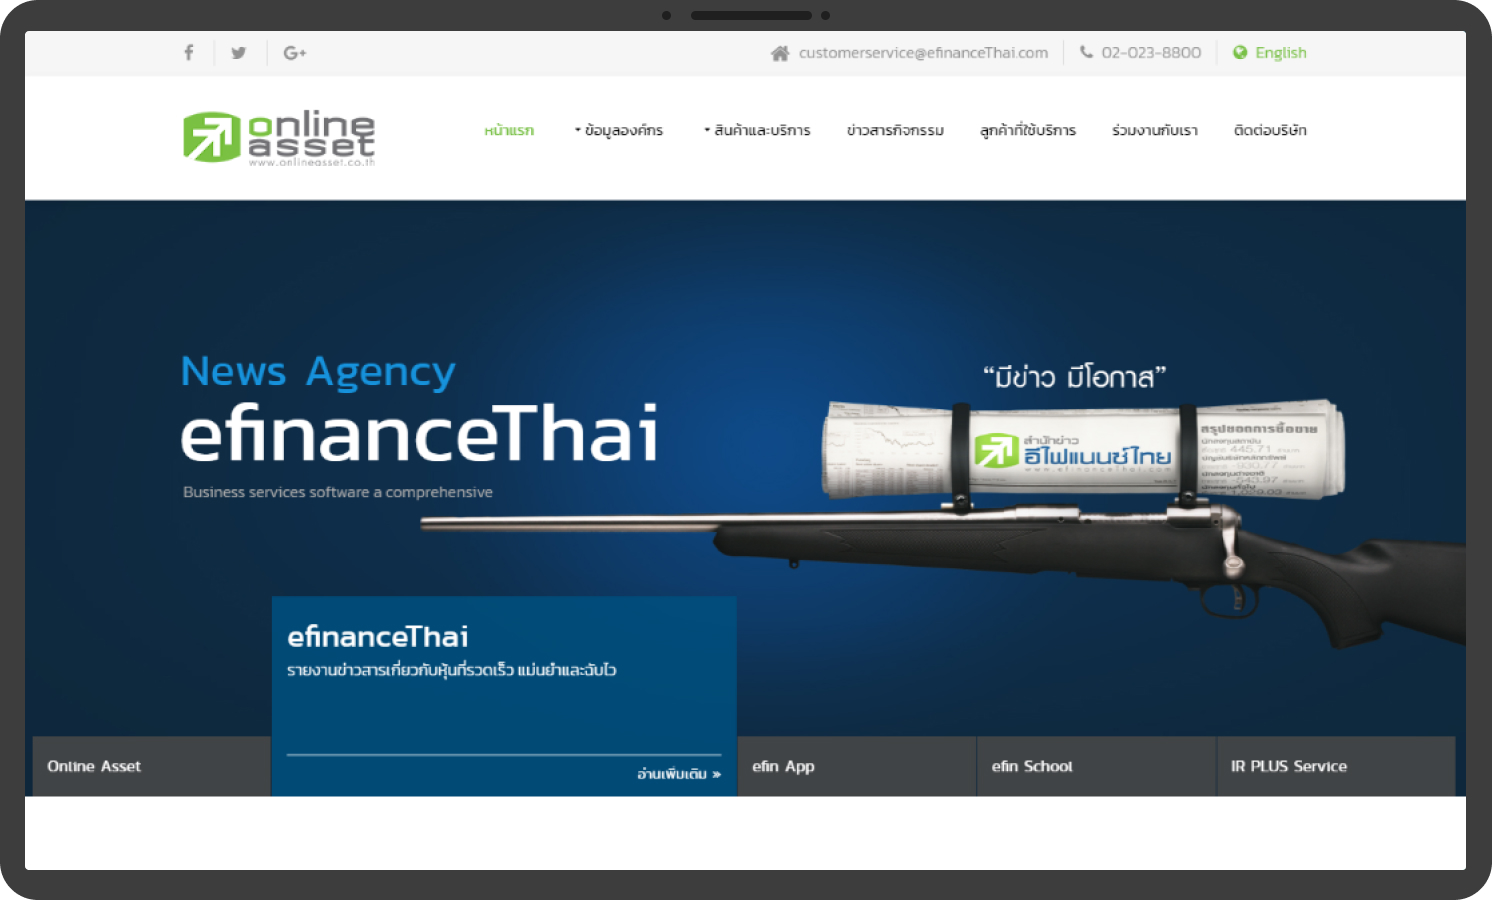 customerservice@efinanceThai.com
02-023-8800
English
online
asset
www.onlineasset.co.th
หน้าแรก
ข้อมูลองค์กร
สินค้าและบริการ
ข่าวสารกิจกรรม
ลูกค้าที่ใช้บริการ
ร่วมงานกับเรา
ติดต่อบริษัท
News Agency
efinanceThai
Business services software a comprehensive
“มีข่าว มีโอกาส”
สำนักข่าว
อีไฟแนนซ์ไทย
www.efinanceThai.com
สรุปยอดการซื้อขาย
445.71
-930.77
-543.97
1,029.03
efinanceThai
รายงานข่าวสารเกี่ยวกับหุ้นที่รวดเร็ว แม่นยำและฉับไว
อ่านเพิ่มเติม »
Online Asset
efin App
efin School
IR PLUS Service